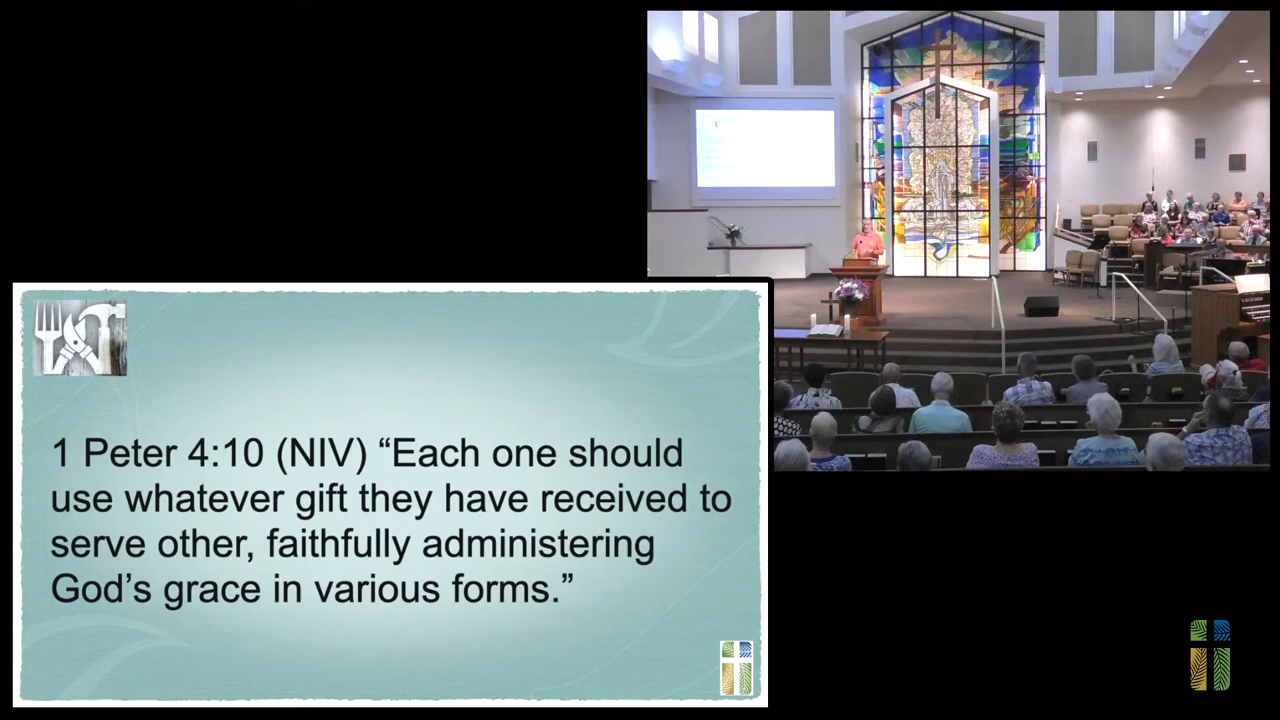 1 Peter 4:10 (NIV) “Each one should
use whatever gift they have received to
serve other, faithfully administering
God’s grace in various forms.”